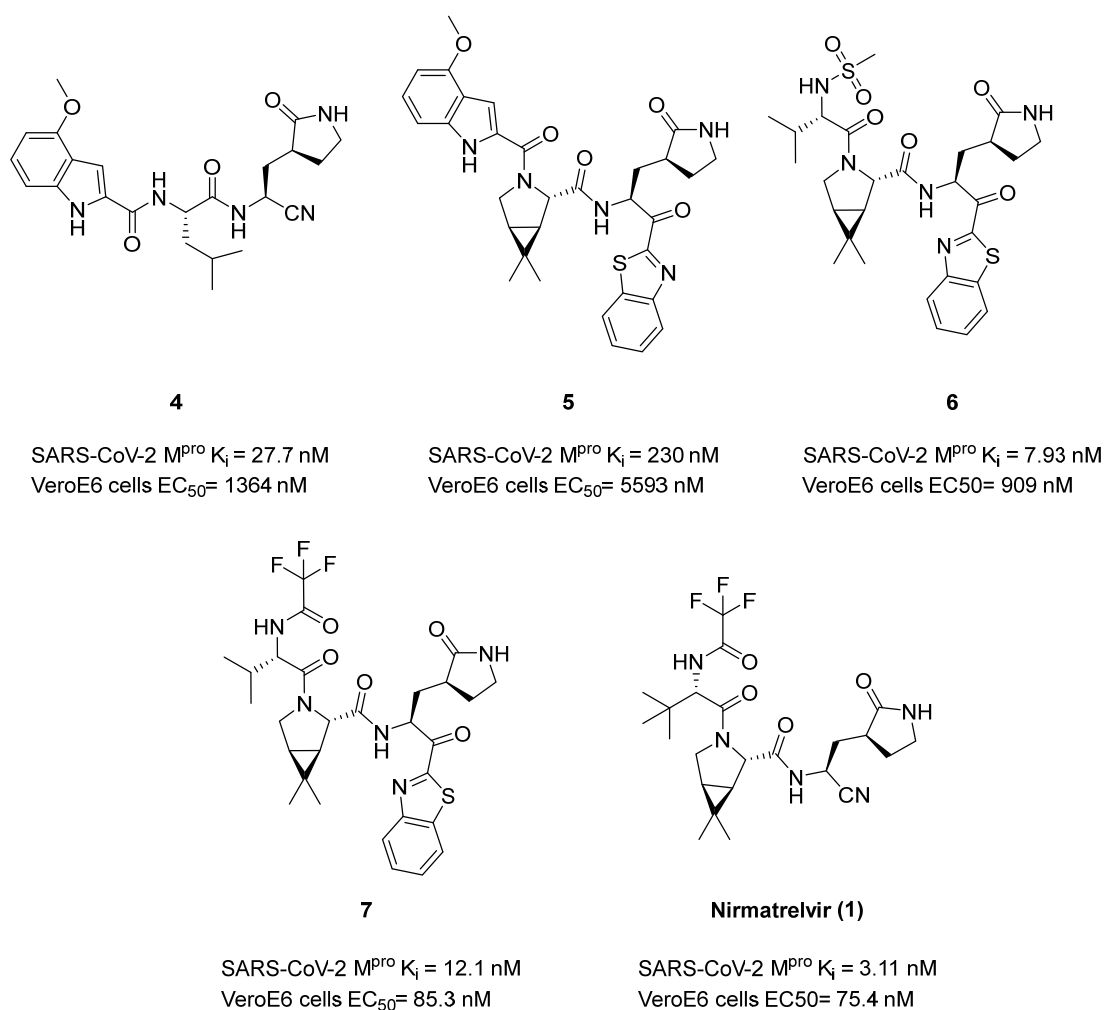 4
SARS-CoV-2 Mᵖʳᵒ Kᵢ = 27.7 nM
VeroE6 cells EC₅₀= 1364 nM
5
SARS-CoV-2 Mᵖʳᵒ Kᵢ = 230 nM
VeroE6 cells EC₅₀= 5593 nM
6
SARS-CoV-2 Mᵖʳᵒ Kᵢ = 7.93 nM
VeroE6 cells EC50= 909 nM
7
SARS-CoV-2 Mᵖʳᵒ Kᵢ = 12.1 nM
VeroE6 cells EC₅₀= 85.3 nM
Nirmatrelvir (1)
SARS-CoV-2 Mᵖʳᵒ Kᵢ = 3.11 nM
VeroE6 cells EC50= 75.4 nM